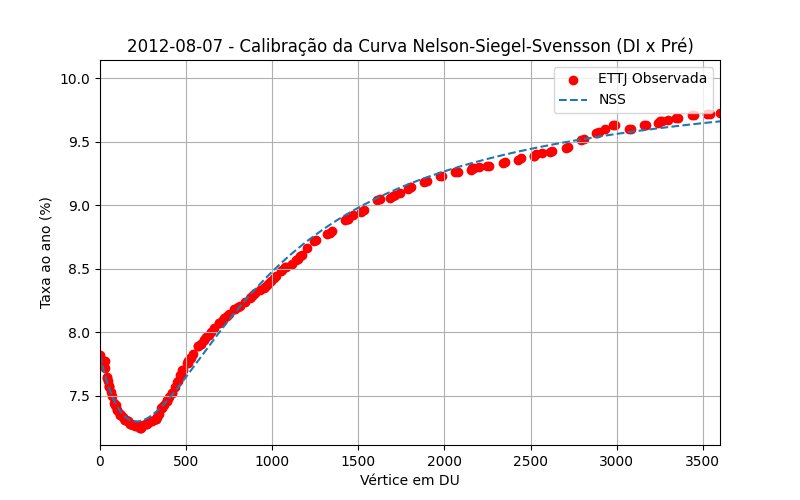 2012-08-07 - Calibração da Curva Nelson-Siegel-Svensson (DI x Pré)
ETTJ Observada
NSS
Taxa ao ano (%)
10.0
9.5
9.0
8.5
8.0
7.5
0 500 1000 1500 2000 2500 3000 3500
Vértice em DU